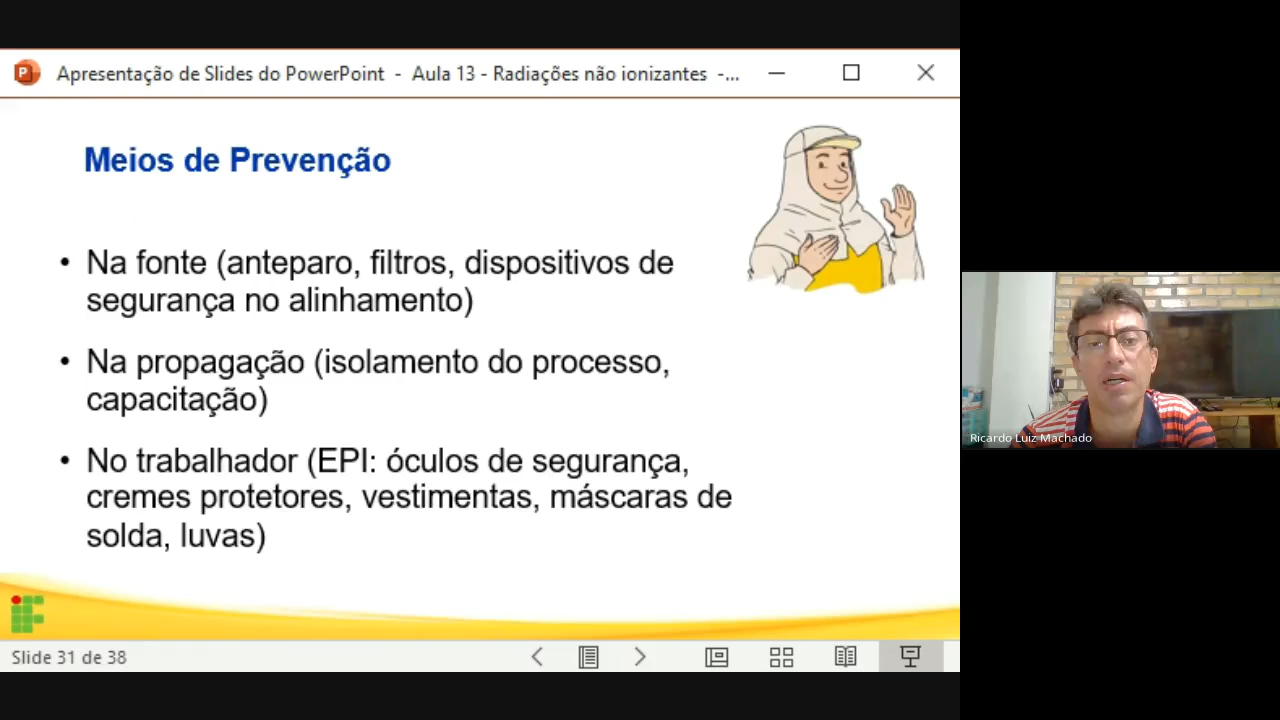 Apresentação de Slides do PowerPoint - Aula 13 - Radiações não ionizantes -...
Meios de Prevenção
• Na fonte (anteparo, filtros, dispositivos de
segurança no alinhamento)
• Na propagação (isolamento do processo,
capacitação)
• No trabalhador (EPI: óculos de segurança,
cremes protetores, vestimentas, máscaras de
solda, luvas)
Slide 31 de 38
Ricardo Luiz Machado